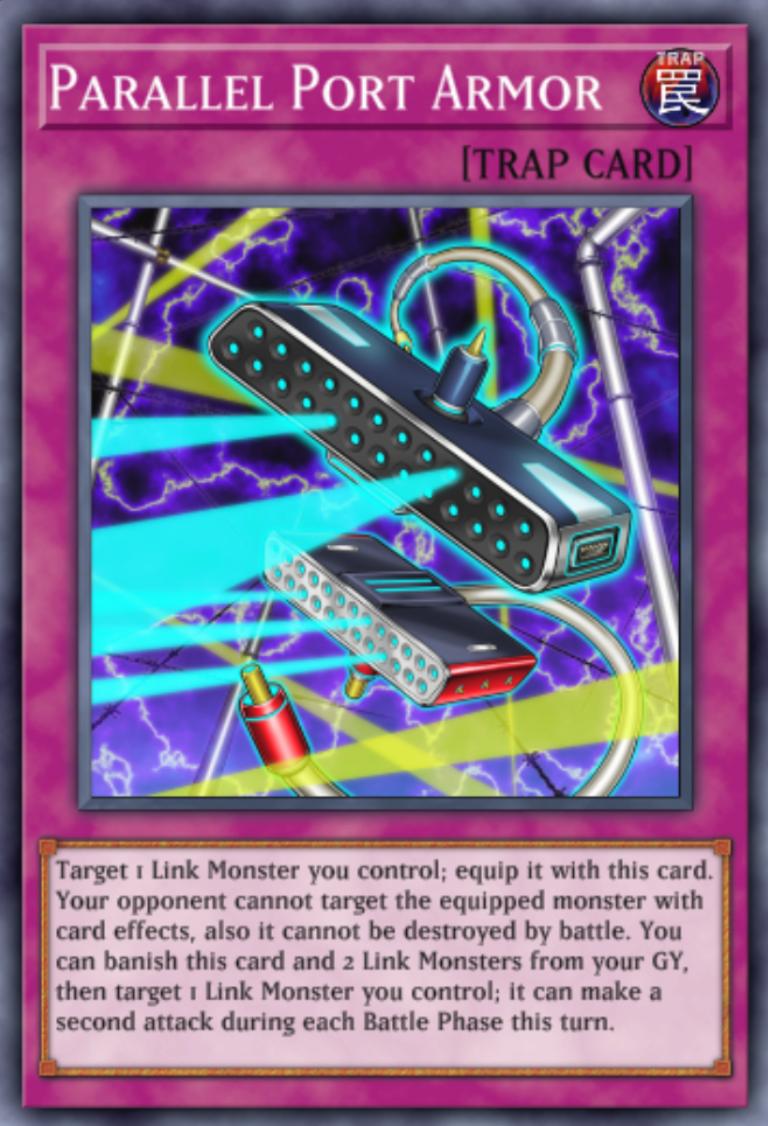 PARALLEL PORT ARMOR
TRAP
罠
[TRAP CARD]
Target 1 Link Monster you control; equip it with this card.
Your opponent cannot target the equipped monster with
card effects, also it cannot be destroyed by battle. You
can banish this card and 2 Link Monsters from your GY,
then target 1 Link Monster you control; it can make a
second attack during each Battle Phase this turn.